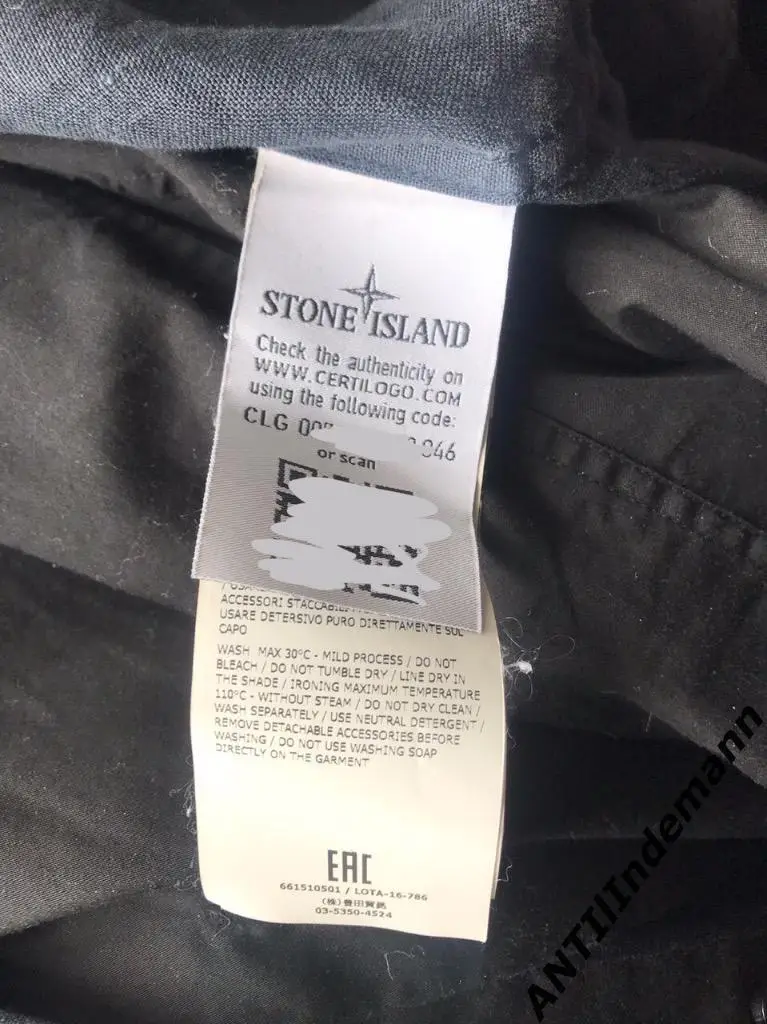 STONE ISLAND
Check the authenticity on
WWW.CERTILOGO.COM
using the following code:
CLG 00 846
or scan
ACCESSORI
USARE DETERSIVO PURO DIRETTAMENTE SUL
CAPO
WASH MAX 30°C - MILD PROCESS / DO NOT
BLEACH / DO NOT TUMBLE DRY / LINE DRY IN
THE SHADE / IRONING MAXIMUM TEMPERATURE
110°C - WITHOUT STEAM / DO NOT DRY CLEAN /
WASH SEPARATELY / USE NEUTRAL DETERGENT /
REMOVE DETACHABLE ACCESSORIES BEFORE
WASHING / DO NOT USE WASHING SOAP
DIRECTLY ON THE GARMENT
EAC
661510501 / LOTA-16-786
(株)豊田貿易
03-5350-4524
ANTIlIndemann